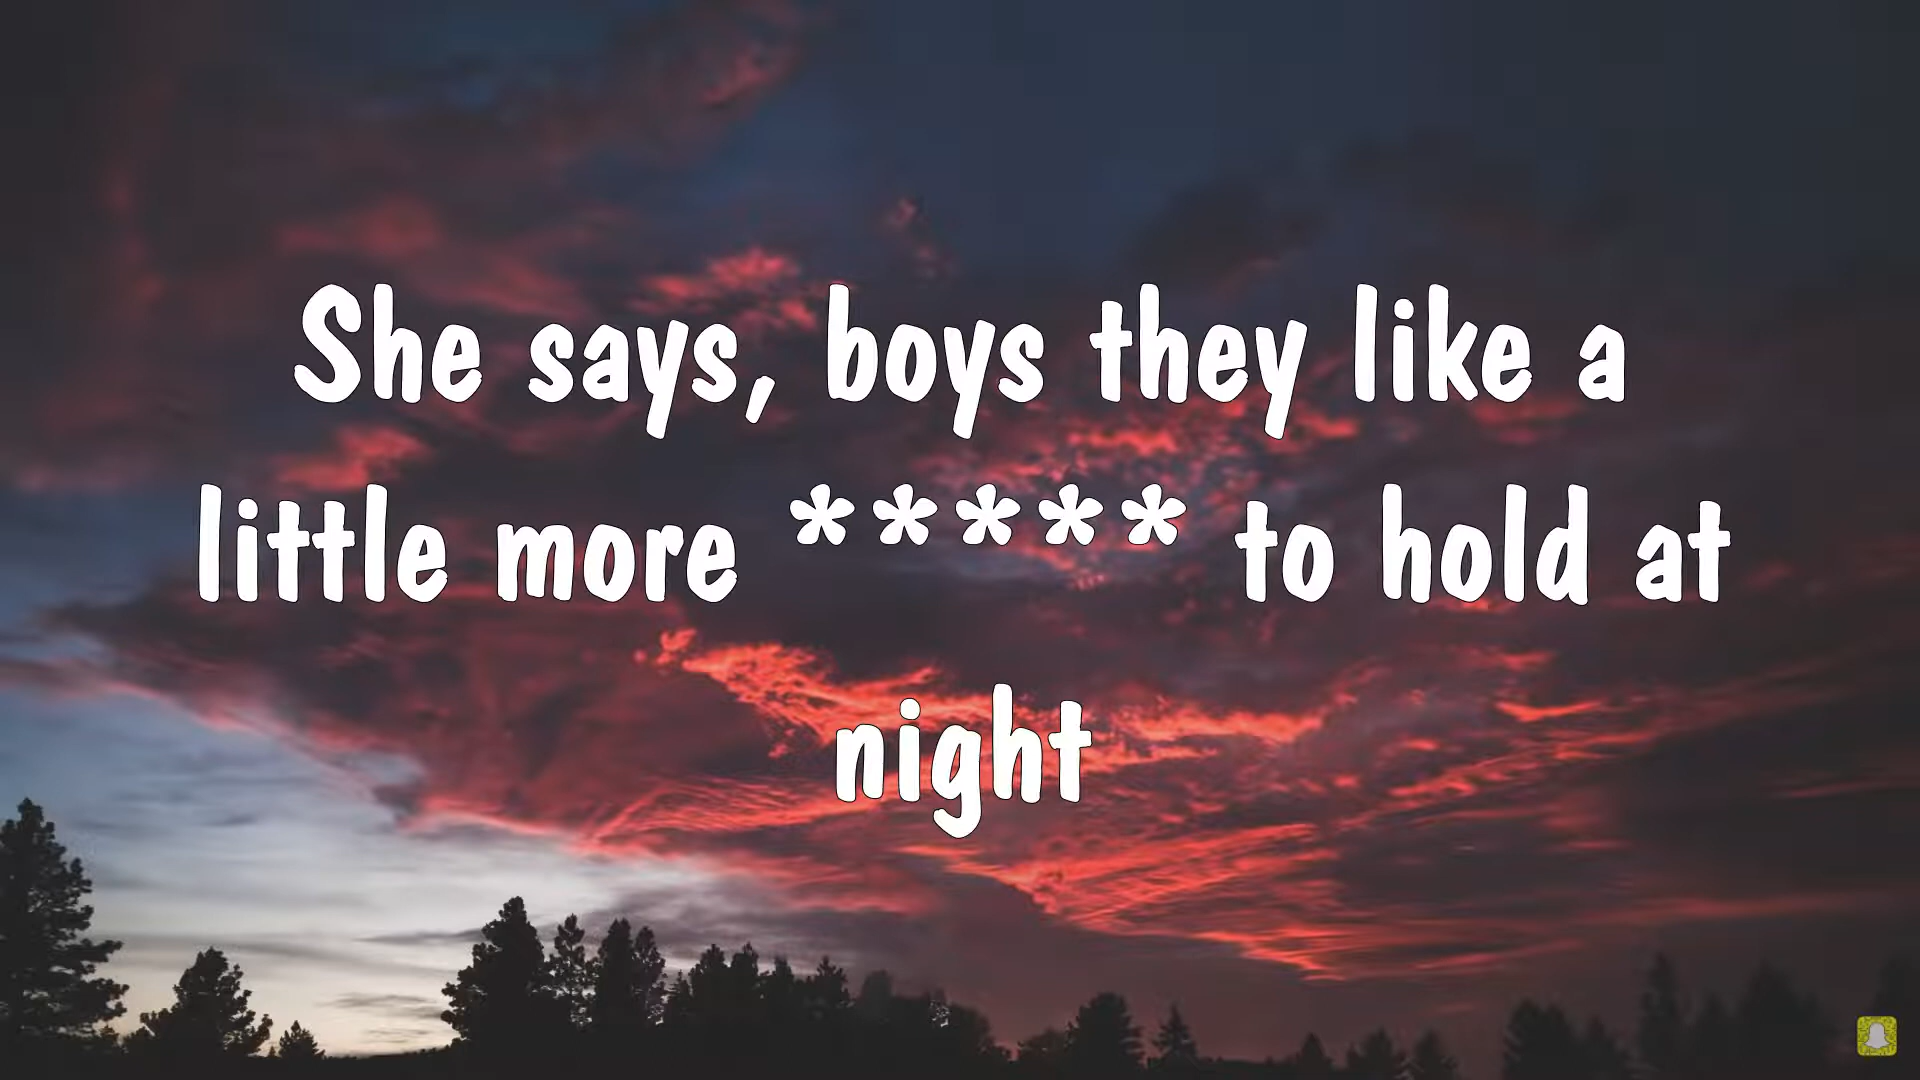 She says, boys they like a
little more ***** to hold at
night